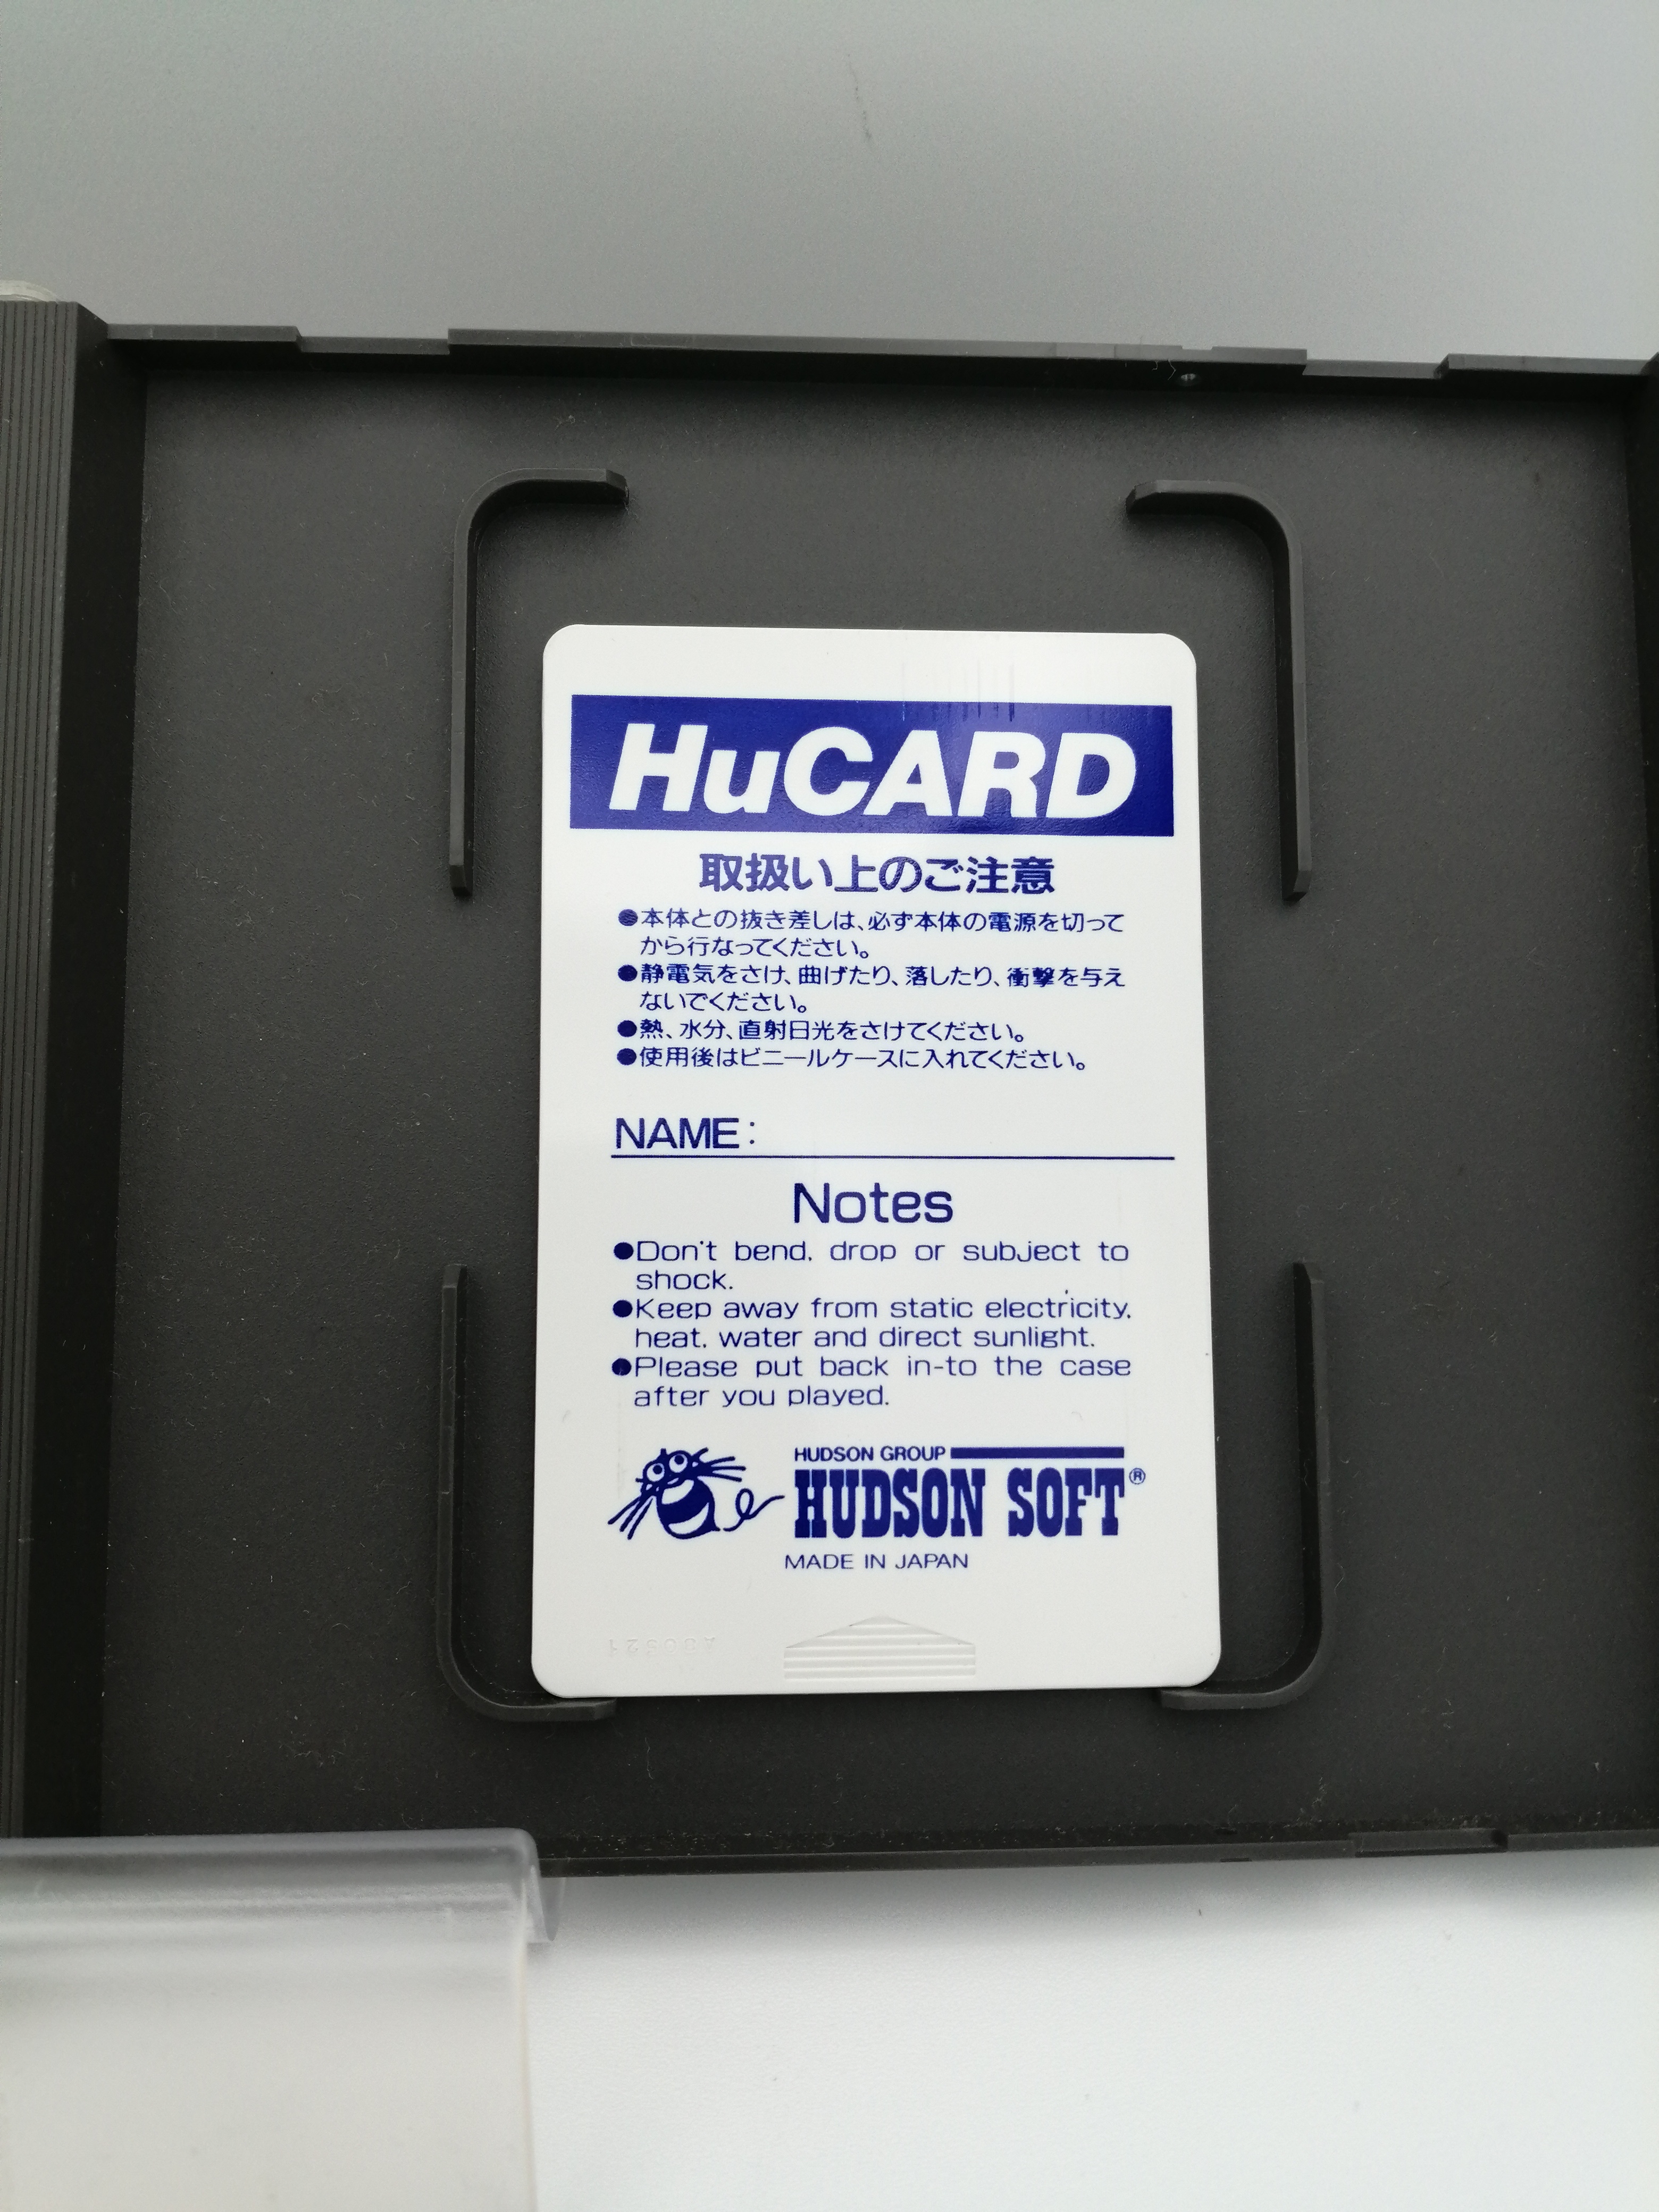 HuCARD
取扱い上のご注意
●本体との抜き差しは、必ず本体の電源を切って
から行なってください。
●静電気をさけ、曲げたり、落したり、衝撃を与え
ないでください。
●熱、水分、直射日光をさけてください。
●使用後はビニールケースに入れてください。
NAME:
Notes
●Don't bend, drop or subject to
shock.
●Keep away from static electricity,
heat, water and direct sunlight.
●Please put back in-to the case
after you played.
HUDSON GROUP
HUDSON SOFT®
MADE IN JAPAN